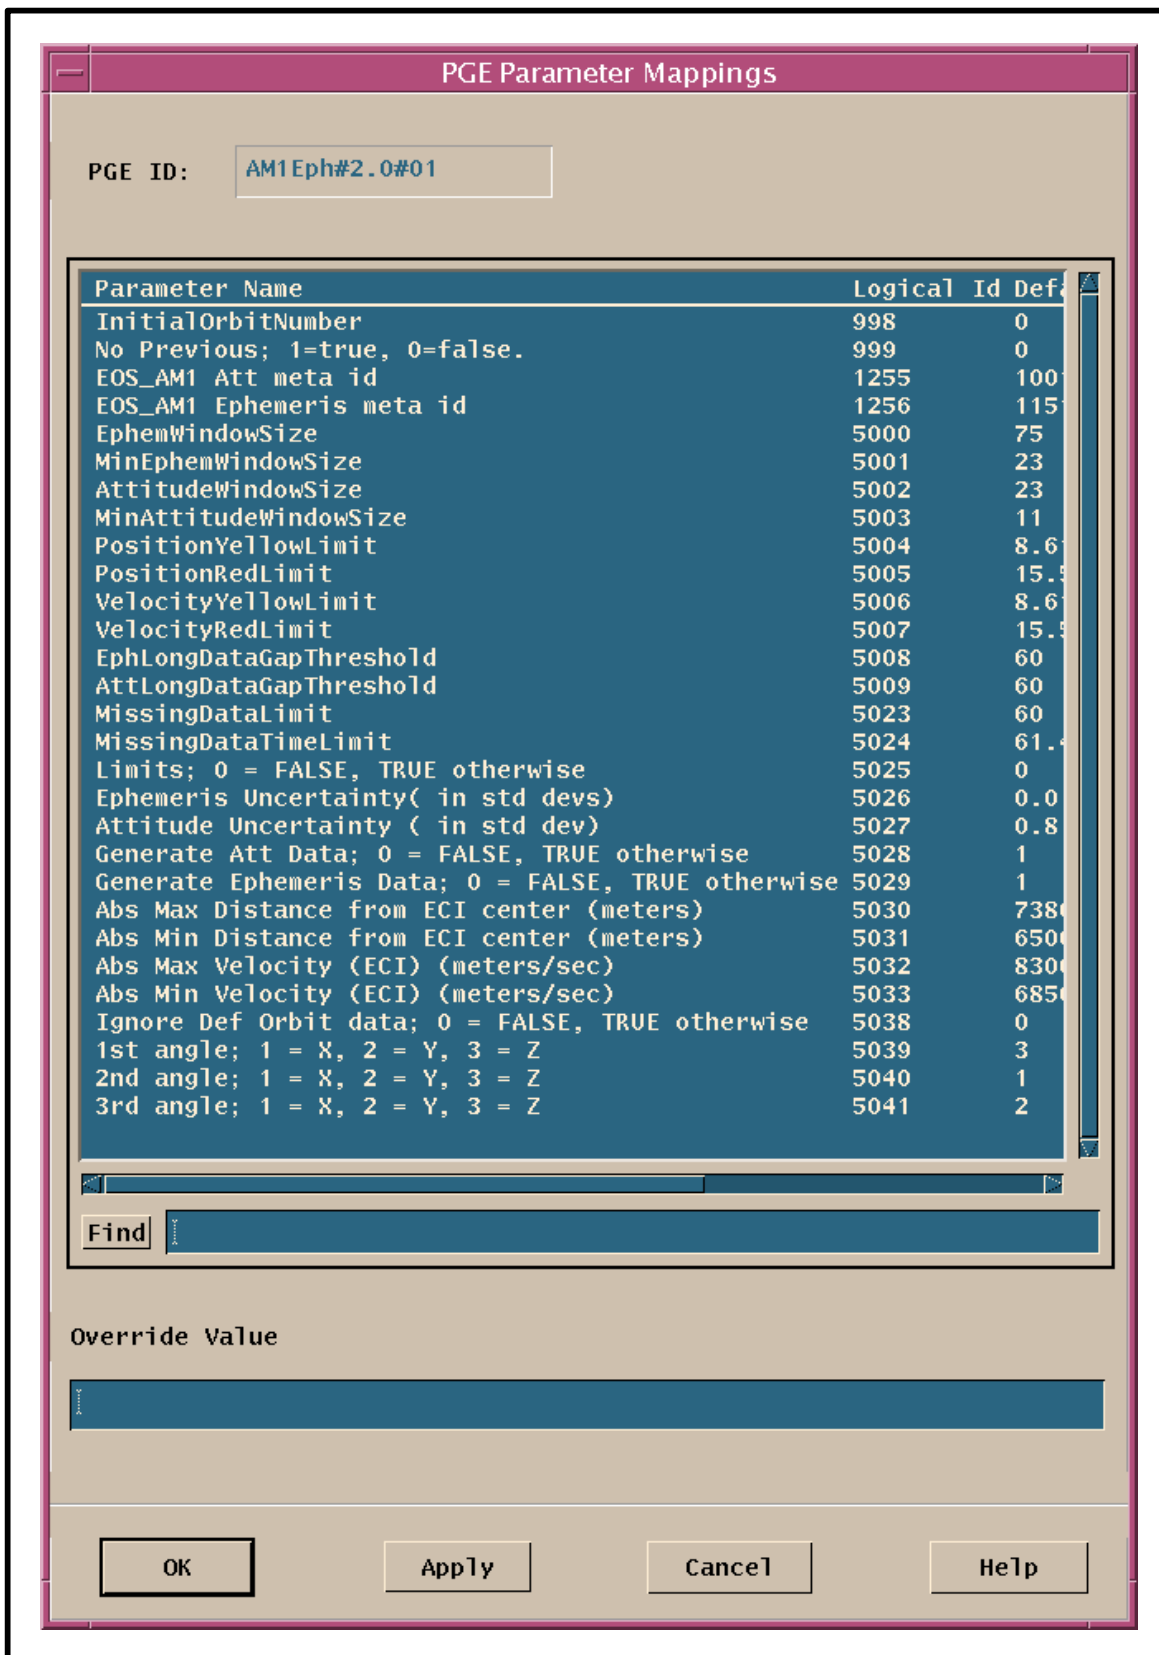 PGE Parameter Mappings
PGE ID: AM1Eph#2.0#01
Parameter Name Logical Id
InitialOrbitNumber 998 0
No Previous; 1=true, 0=false. 999 0
EOS_AM1 Att meta id 1255
EOS_AM1 Ephemeris meta id 1256
EphemWindowSize 5000 75
MinEphemWindowSize 5001 23
AttitudeWindowSize 5002 23
MinAttitudeWindowSize 5003 11
PositionYellowLimit 5004
PositionRedLimit 5005
VelocityYellowLimit 5006
VelocityRedLimit 5007
EphLongDataGapThreshold 5008 60
AttLongDataGapThreshold 5009 60
MissingDataLimit 5023 60
MissingDataTimeLimit 5024
Limits; 0 = FALSE, TRUE otherwise 5025 0
Ephemeris Uncertainty( in std devs) 5026 0.0
Attitude Uncertainty ( in std dev) 5027 0.8
Generate Att Data; 0 = FALSE, TRUE otherwise 5028 1
Generate Ephemeris Data; 0 = FALSE, TRUE otherwise 5029 1
Abs Max Distance from ECI center (meters) 5030
Abs Min Distance from ECI center (meters) 5031
Abs Max Velocity (ECI) (meters/sec) 5032
Abs Min Velocity (ECI) (meters/sec) 5033
Ignore Def Orbit data; 0 = FALSE, TRUE otherwise 5038 0
1st angle; 1 = X, 2 = Y, 3 = Z 5039 3
2nd angle; 1 = X, 2 = Y, 3 = Z 5040 1
3rd angle; 1 = X, 2 = Y, 3 = Z 5041 2
Find
Override Value
OK Apply Cancel Help